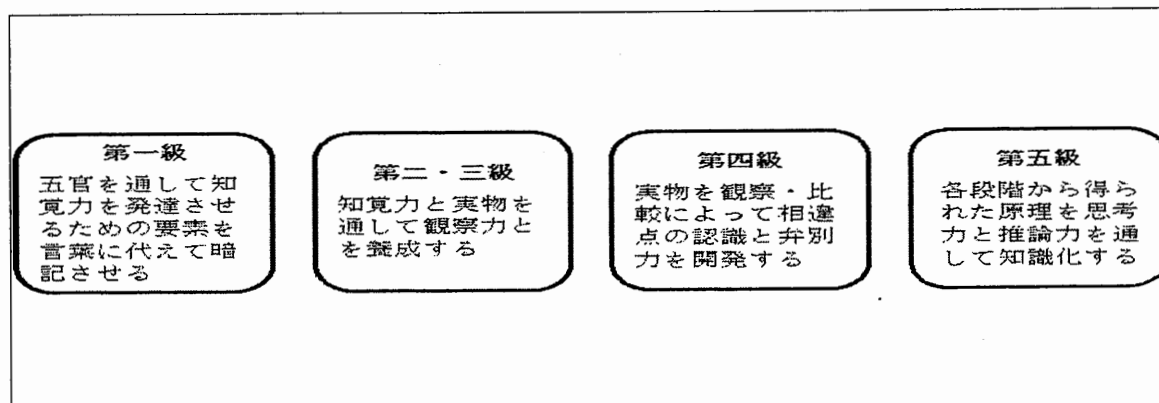 第一級
五官を通して知
覚力を発達させ
るための要素を
言葉に代えて暗
記させる
第二・三級
知覚力と実物を
通して観察力と
を養成する
第四級
実物を観察・比
較によって相違
点の認識と弁別
力を開発する
第五級
各段階から得ら
れた原理を思考
力と推論力を通
して知識化する